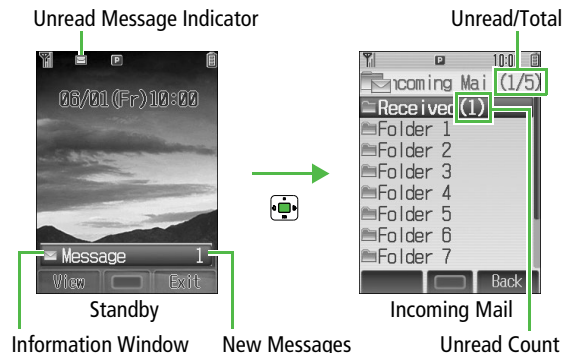 Unread Message Indicator
Unread/Total
P
06/01(Fr)10:00
Message 1
View Exit
Standby
Information Window New Messages
P 10:0
ncoming Mai (1/5)
Received(1)
Folder 1
Folder 2
Folder 3
Folder 4
Folder 5
Folder 6
Folder 7
Back
Incoming Mail
Unread Count